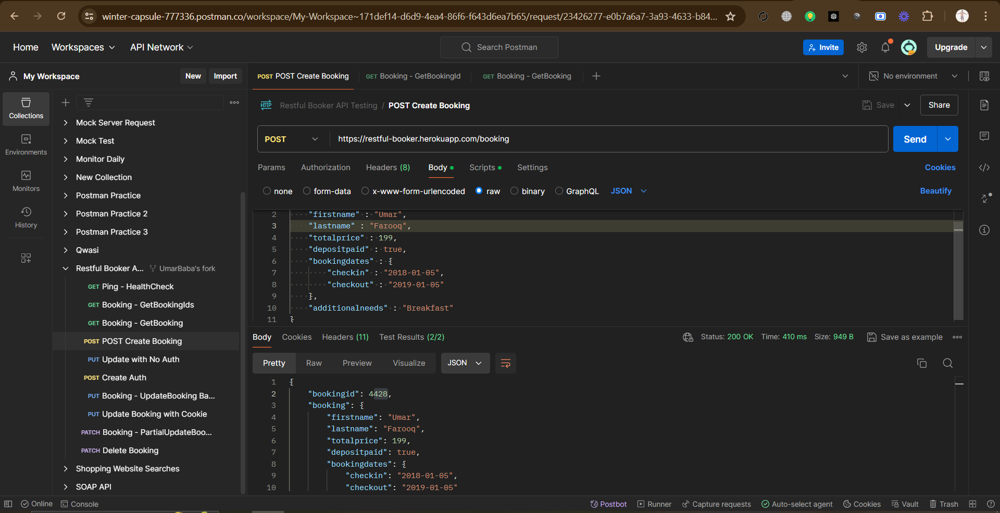 winter-capsule-777336.postman.co/workspace/My-Workspace~171def14-d6d9-4ea4-86f6-f643d6ea7b65/request/23426277-e0b7a6a7-3a93-4633-b84...
Home Workspaces API Network Search Postman Invite Upgrade
My Workspace New Import POST POST Create Booking GET Booking - GetBookingId GET Booking - GetBooking No environment
Collections
Environments
Monitors
History
Mock Server Request
Mock Test
Monitor Daily
New Collection
Postman Practice
Postman Practice 2
Postman Practice 3
Qwasi
Restful Booker A... UmarBaba's fork
GET Ping - HealthCheck
GET Booking - GetBookingIds
GET Booking - GetBooking
POST POST Create Booking
PUT Update with No Auth
POST Create Auth
PUT Booking - UpdateBooking Ba...
PUT Update Booking with Cookie
PATCH Booking - PartialUpdateBoo...
PATCH Delete Booking
Shopping Website Searches
SOAP API
HTTP Restful Booker API Testing / POST Create Booking Save Share
POST https://restful-booker.herokuapp.com/booking Send
Params Authorization Headers (8) Body Scripts Settings Cookies
none form-data x-www-form-urlencoded raw binary GraphQL JSON Beautify
2 "firstname" : "Umar",
3 "lastname" : "Farooq",
4 "totalprice" : 199,
5 "depositpaid" : true,
6 "bookingdates" : {
7 "checkin" : "2018-01-05",
8 "checkout" : "2019-01-05"
9 },
10 "additionalneeds" : "Breakfast"
11 }
Body Cookies Headers (11) Test Results (2/2) Status: 200 OK Time: 410 ms Size: 949 B Save as example
Pretty Raw Preview Visualize JSON
1 {
2 "bookingid": 4428,
3 "booking": {
4 "firstname": "Umar",
5 "lastname": "Farooq",
6 "totalprice": 199,
7 "depositpaid": true,
8 "bookingdates": {
9 "checkin": "2018-01-05",
10 "checkout": "2019-01-05"
Online Console Postbot Runner Capture requests Auto-select agent Cookies Vault Trash